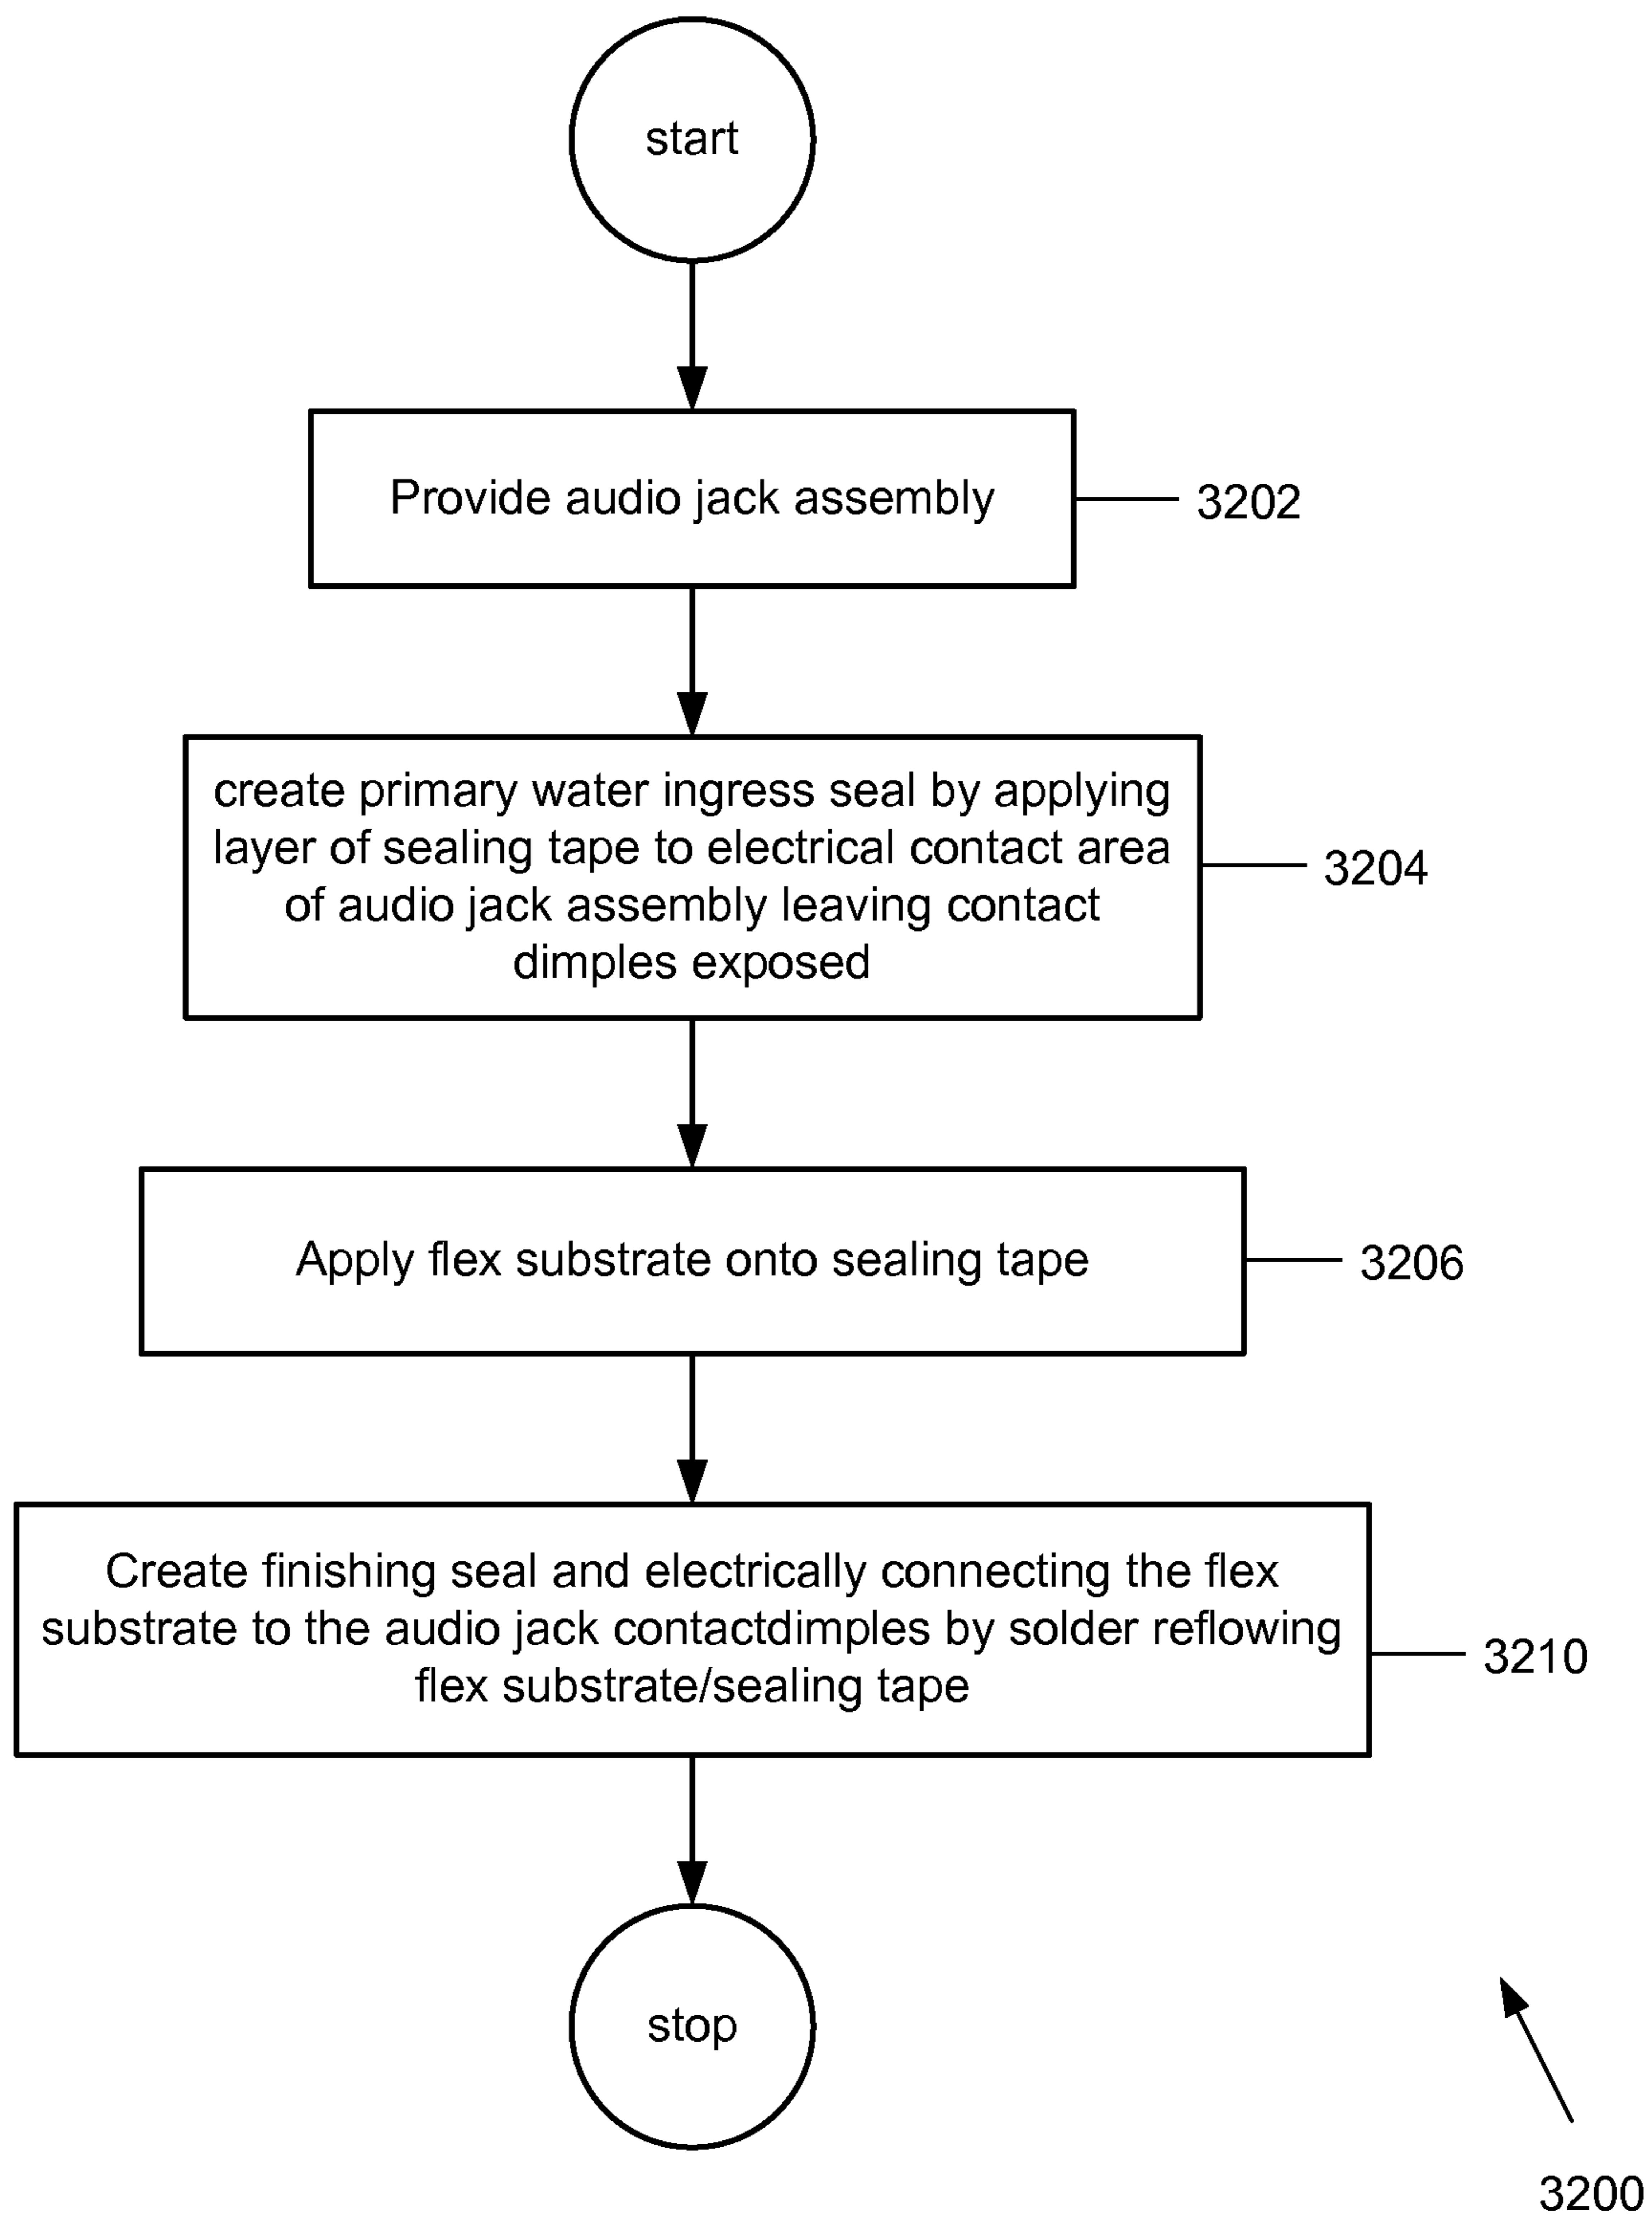 start
Provide audio jack assembly
3202
create primary water ingress seal by applying
layer of sealing tape to electrical contact area
of audio jack assembly leaving contact
dimples exposed
3204
Apply flex substrate onto sealing tape
3206
Create finishing seal and electrically connecting the flex
substrate to the audio jack contactdimples by solder reflowing
flex substrate/sealing tape
3210
stop
3200